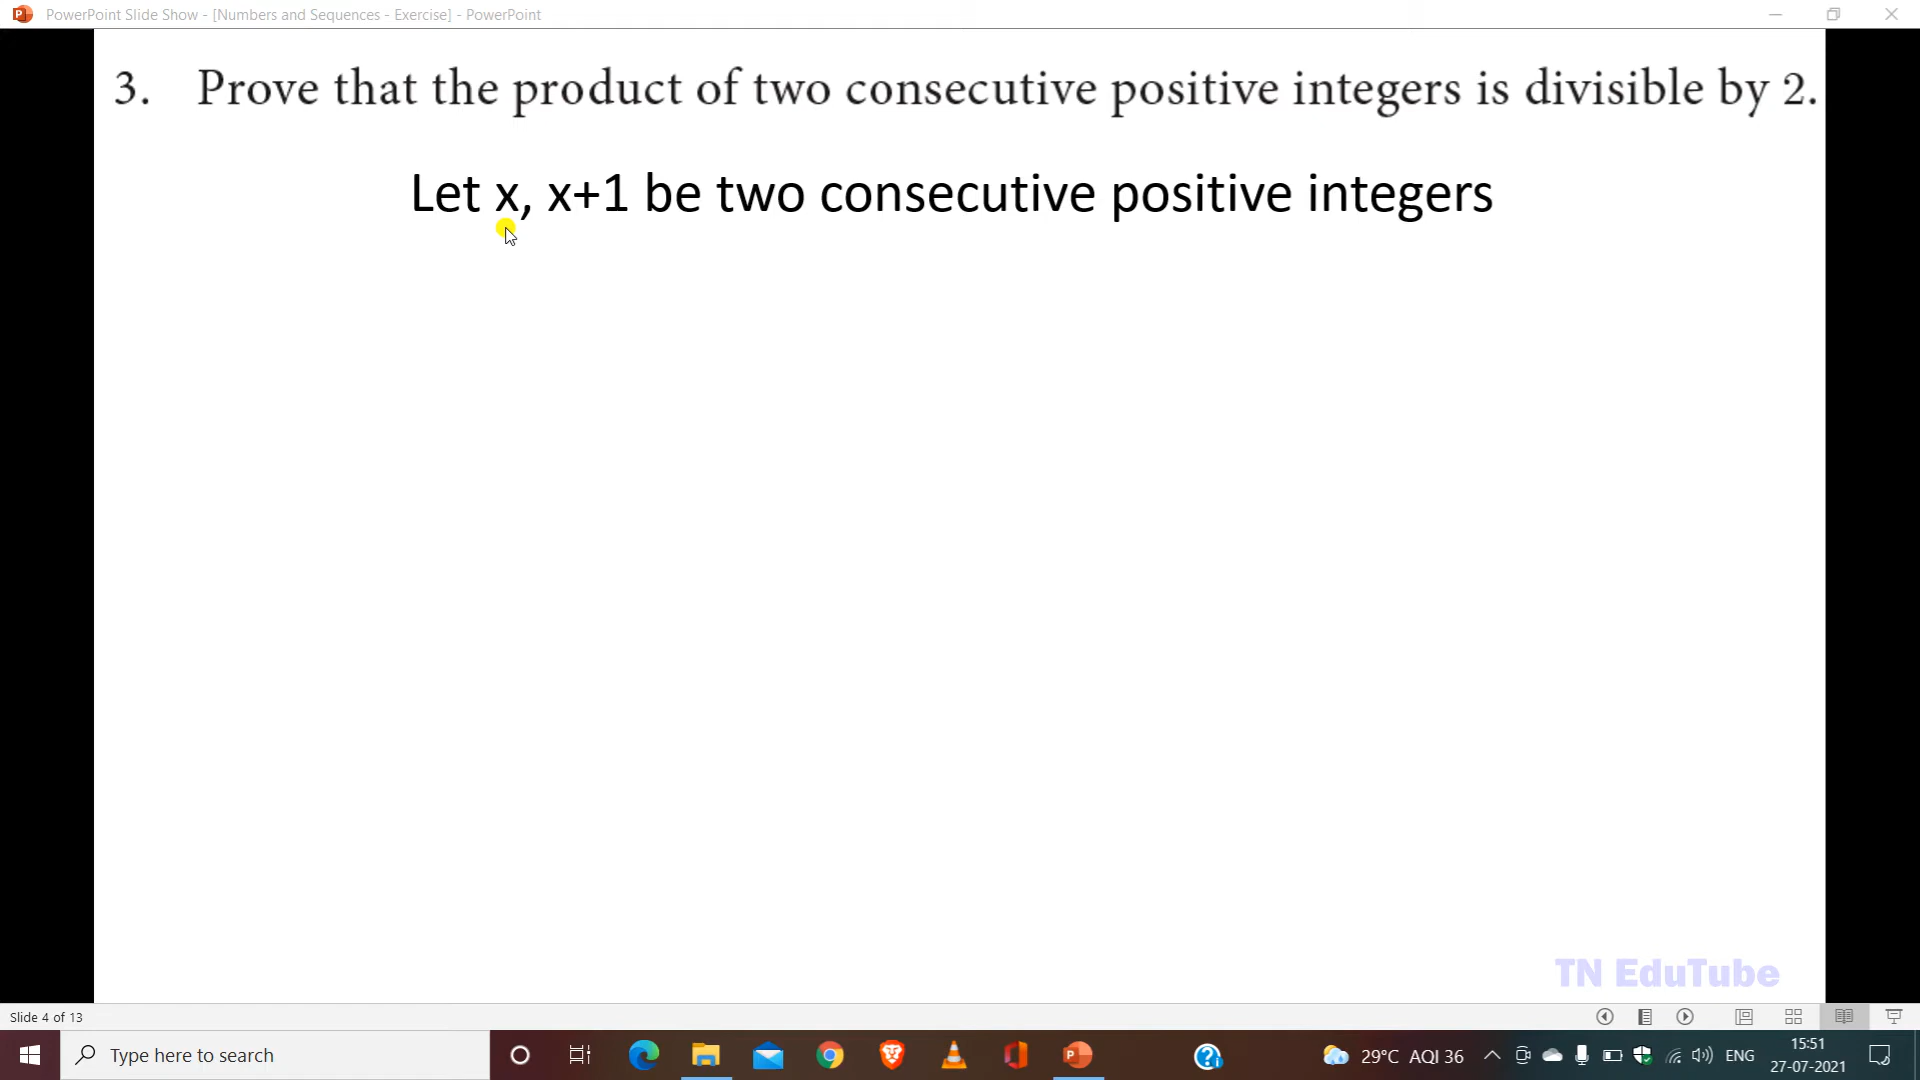 PowerPoint Slide Show - [Numbers and Sequences - Exercise] - PowerPoint
3. Prove that the product of two consecutive positive integers is divisible by 2.
Let x, x+1 be two consecutive positive integers
TN EduTube
Slide 4 of 13
Type here to search
29°C AQI 36
ENG
15:51
27-07-2021